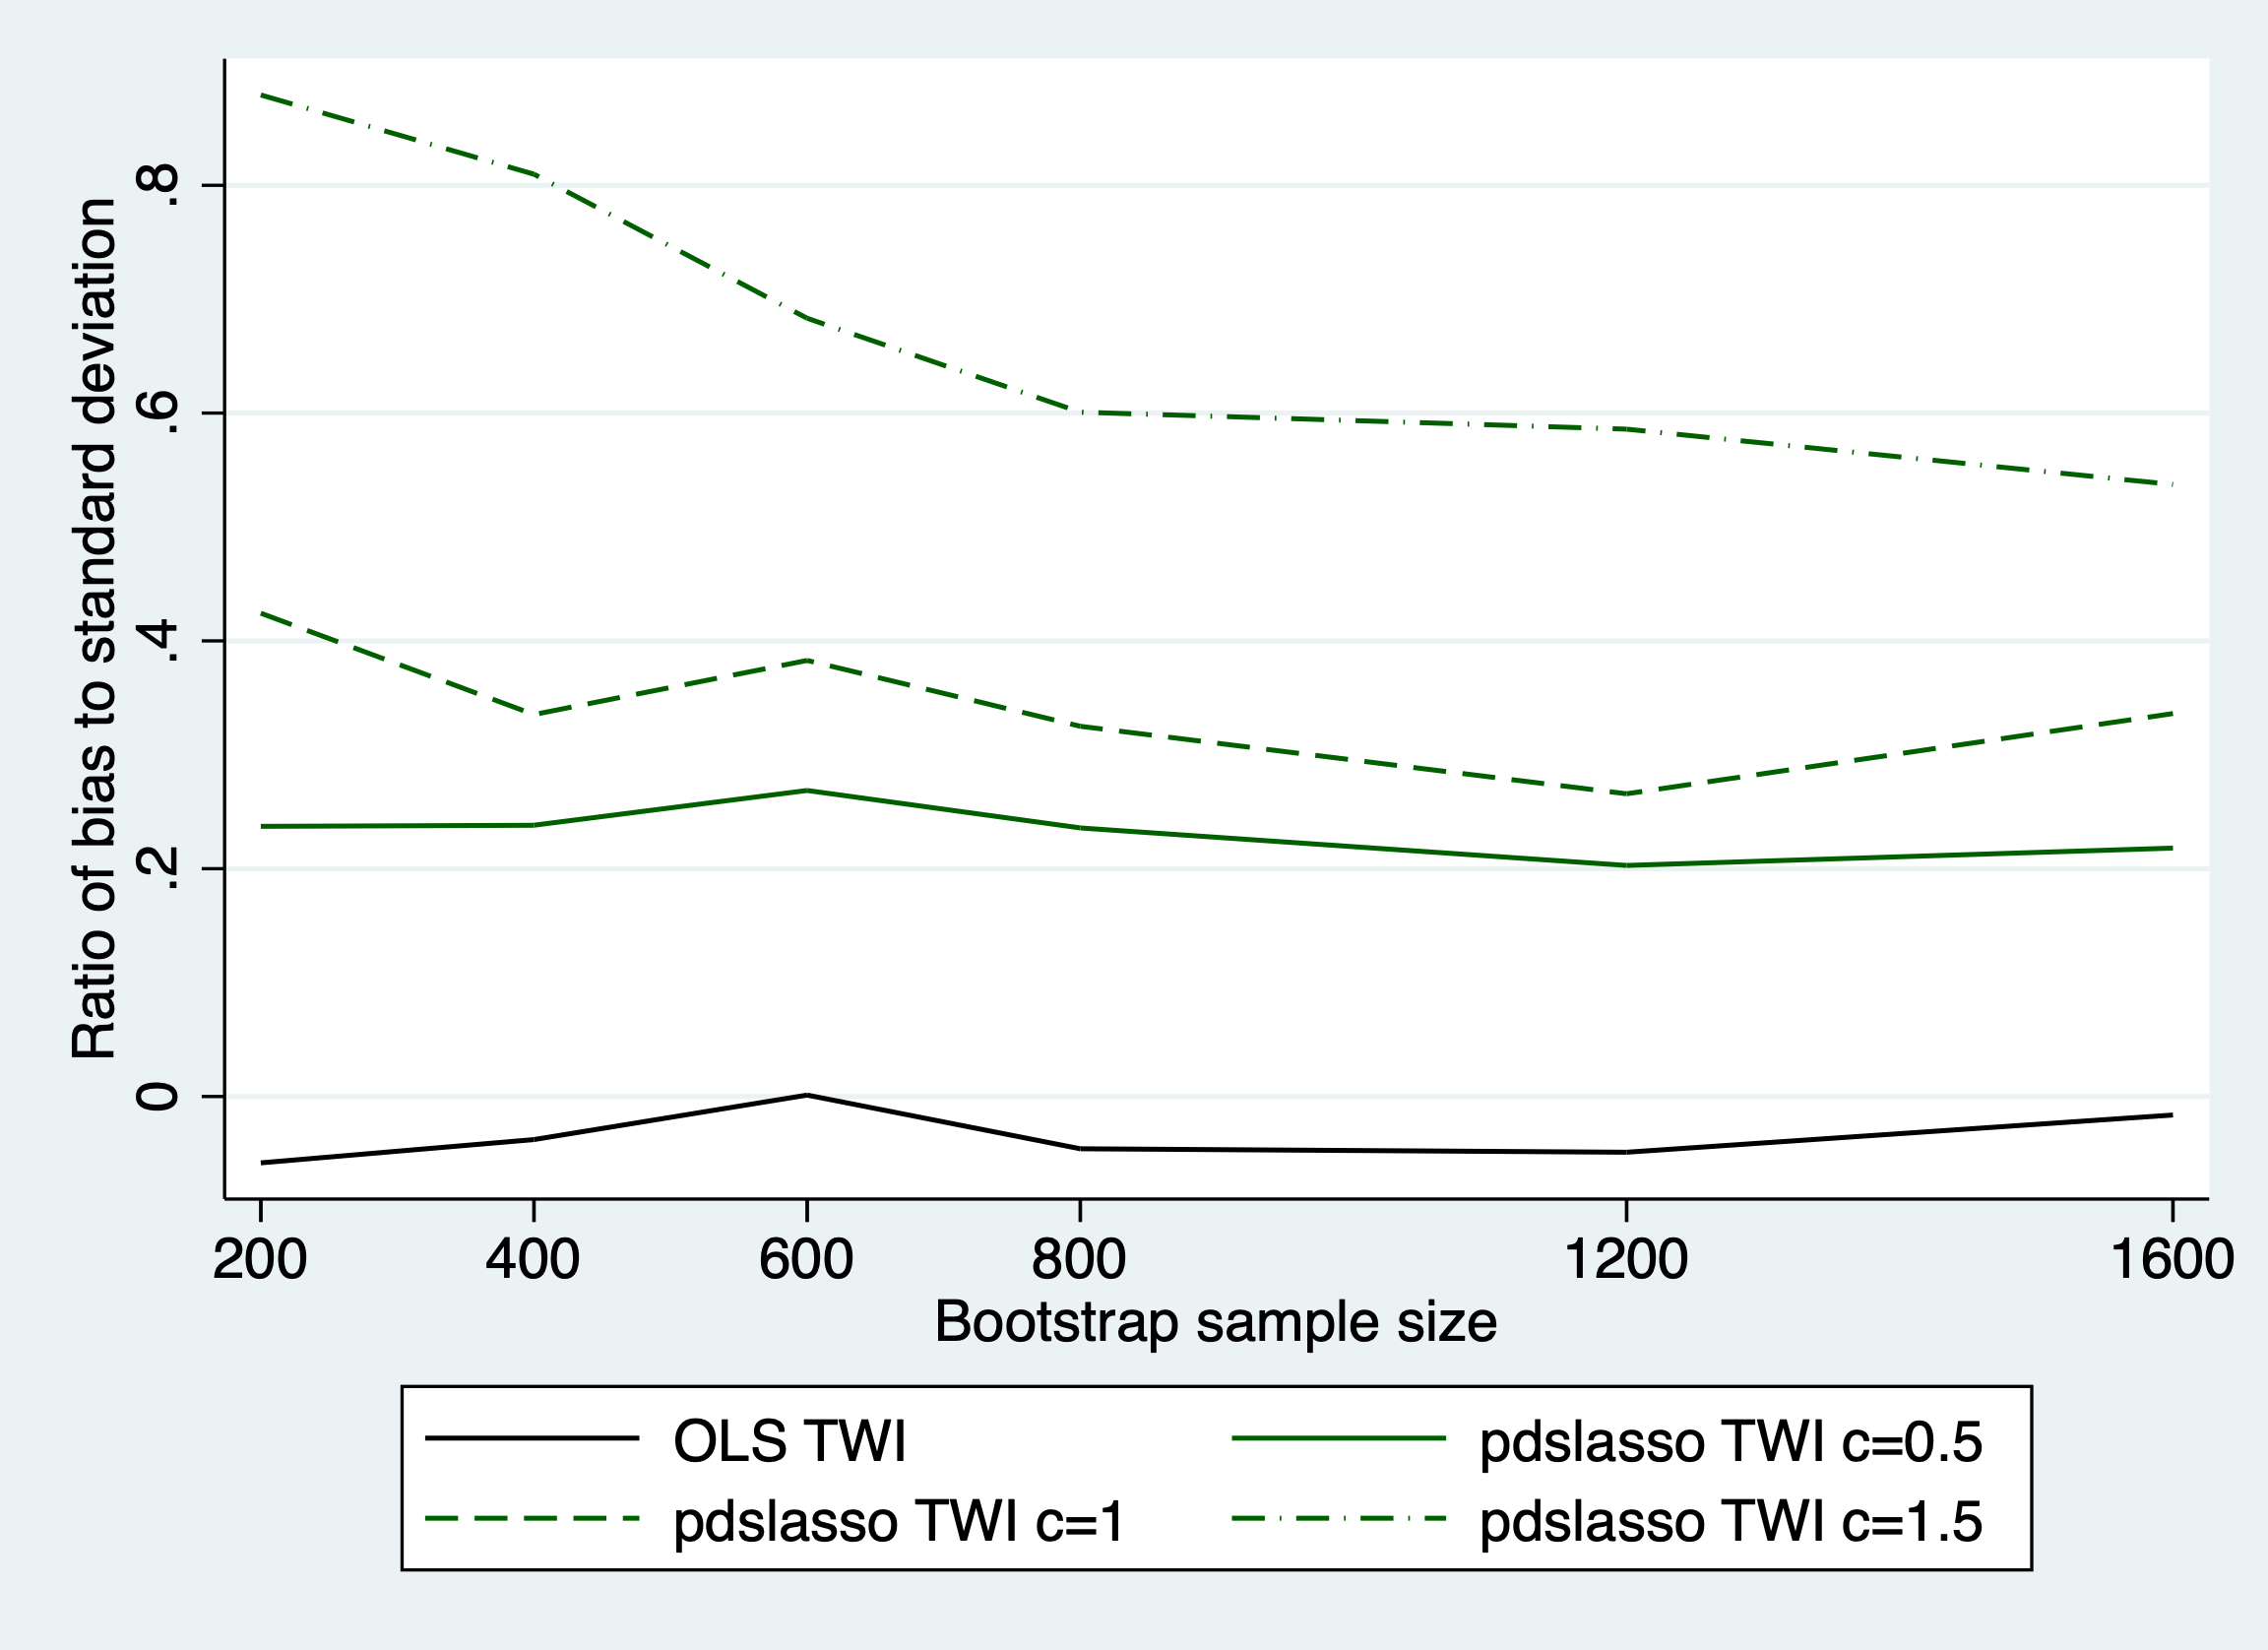 Ratio of bias to standard deviation
.8
.6
.4
.2
0
200 400 600 800 1200 1600
Bootstrap sample size
OLS TWI pdslasso TWI c=0.5
pdslasso TWI c=1 pdslasso TWI c=1.5